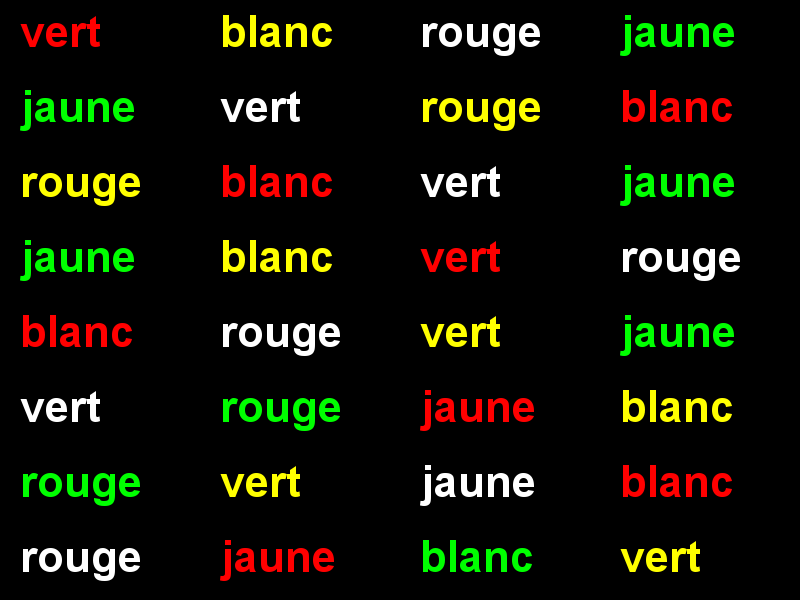 vert blanc rouge jaune
jaune vert rouge blanc
rouge blanc vert jaune
jaune blanc vert rouge
blanc rouge vert jaune
vert rouge jaune blanc
rouge vert jaune blanc
rouge jaune blanc vert